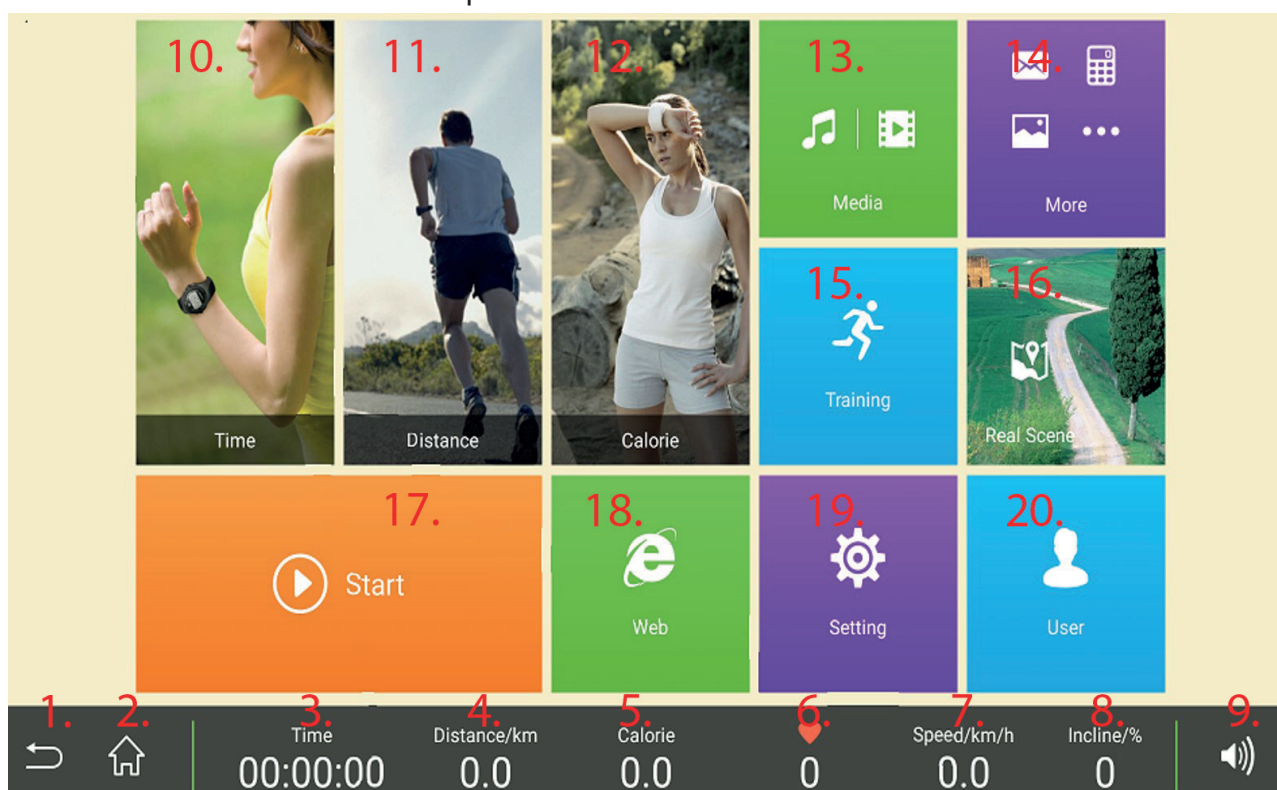 10. 11. 12. 13. 14.
Media More
15. 16.
Training
Time Distance Calorie Real Scene
17. 18. 19. 20.
Start
Web Setting User
1. 2. 3. 4. 5. 6. 7. 8. 9.
Time Distance/km Calorie Speed/km/h Incline/%
00:00:00 0.0 0.0 0 0.0 0